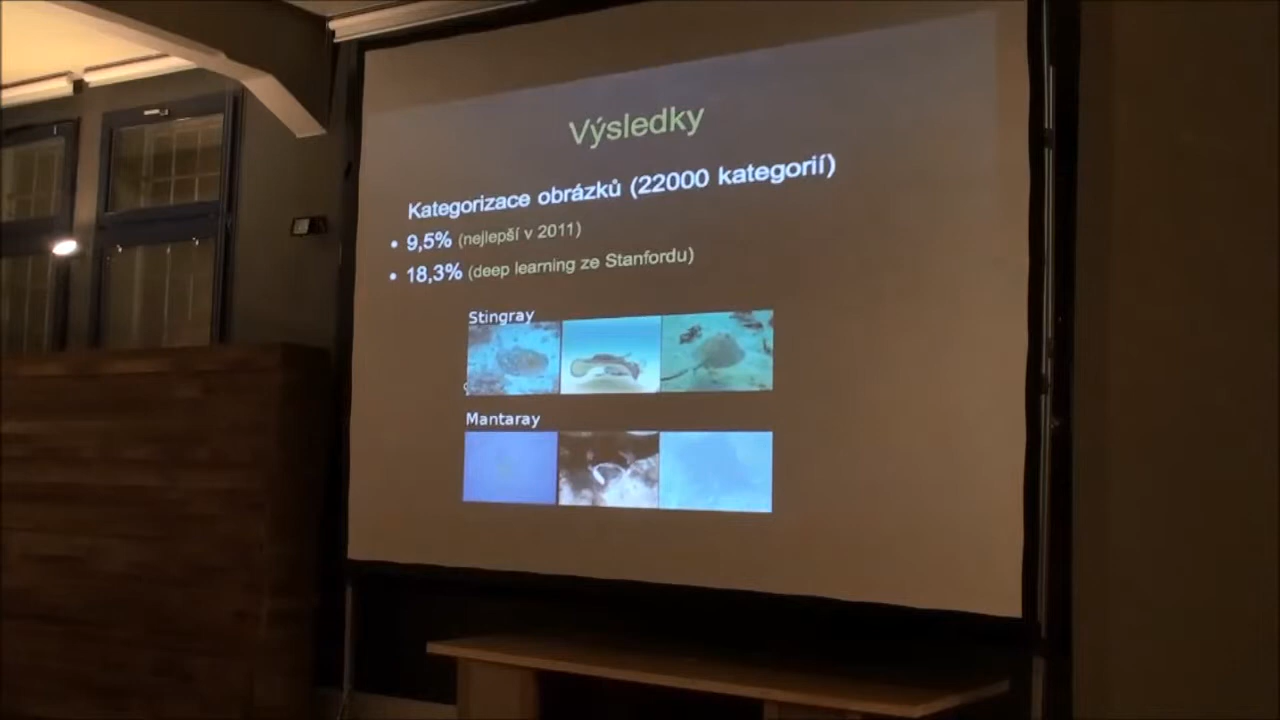 Výsledky
Kategorizace obrázků (22000 kategorií)
• 9,5% (nejlepší v 2011)
• 18,3% (deep learning ze Stanfordu)
Stingray
Mantaray